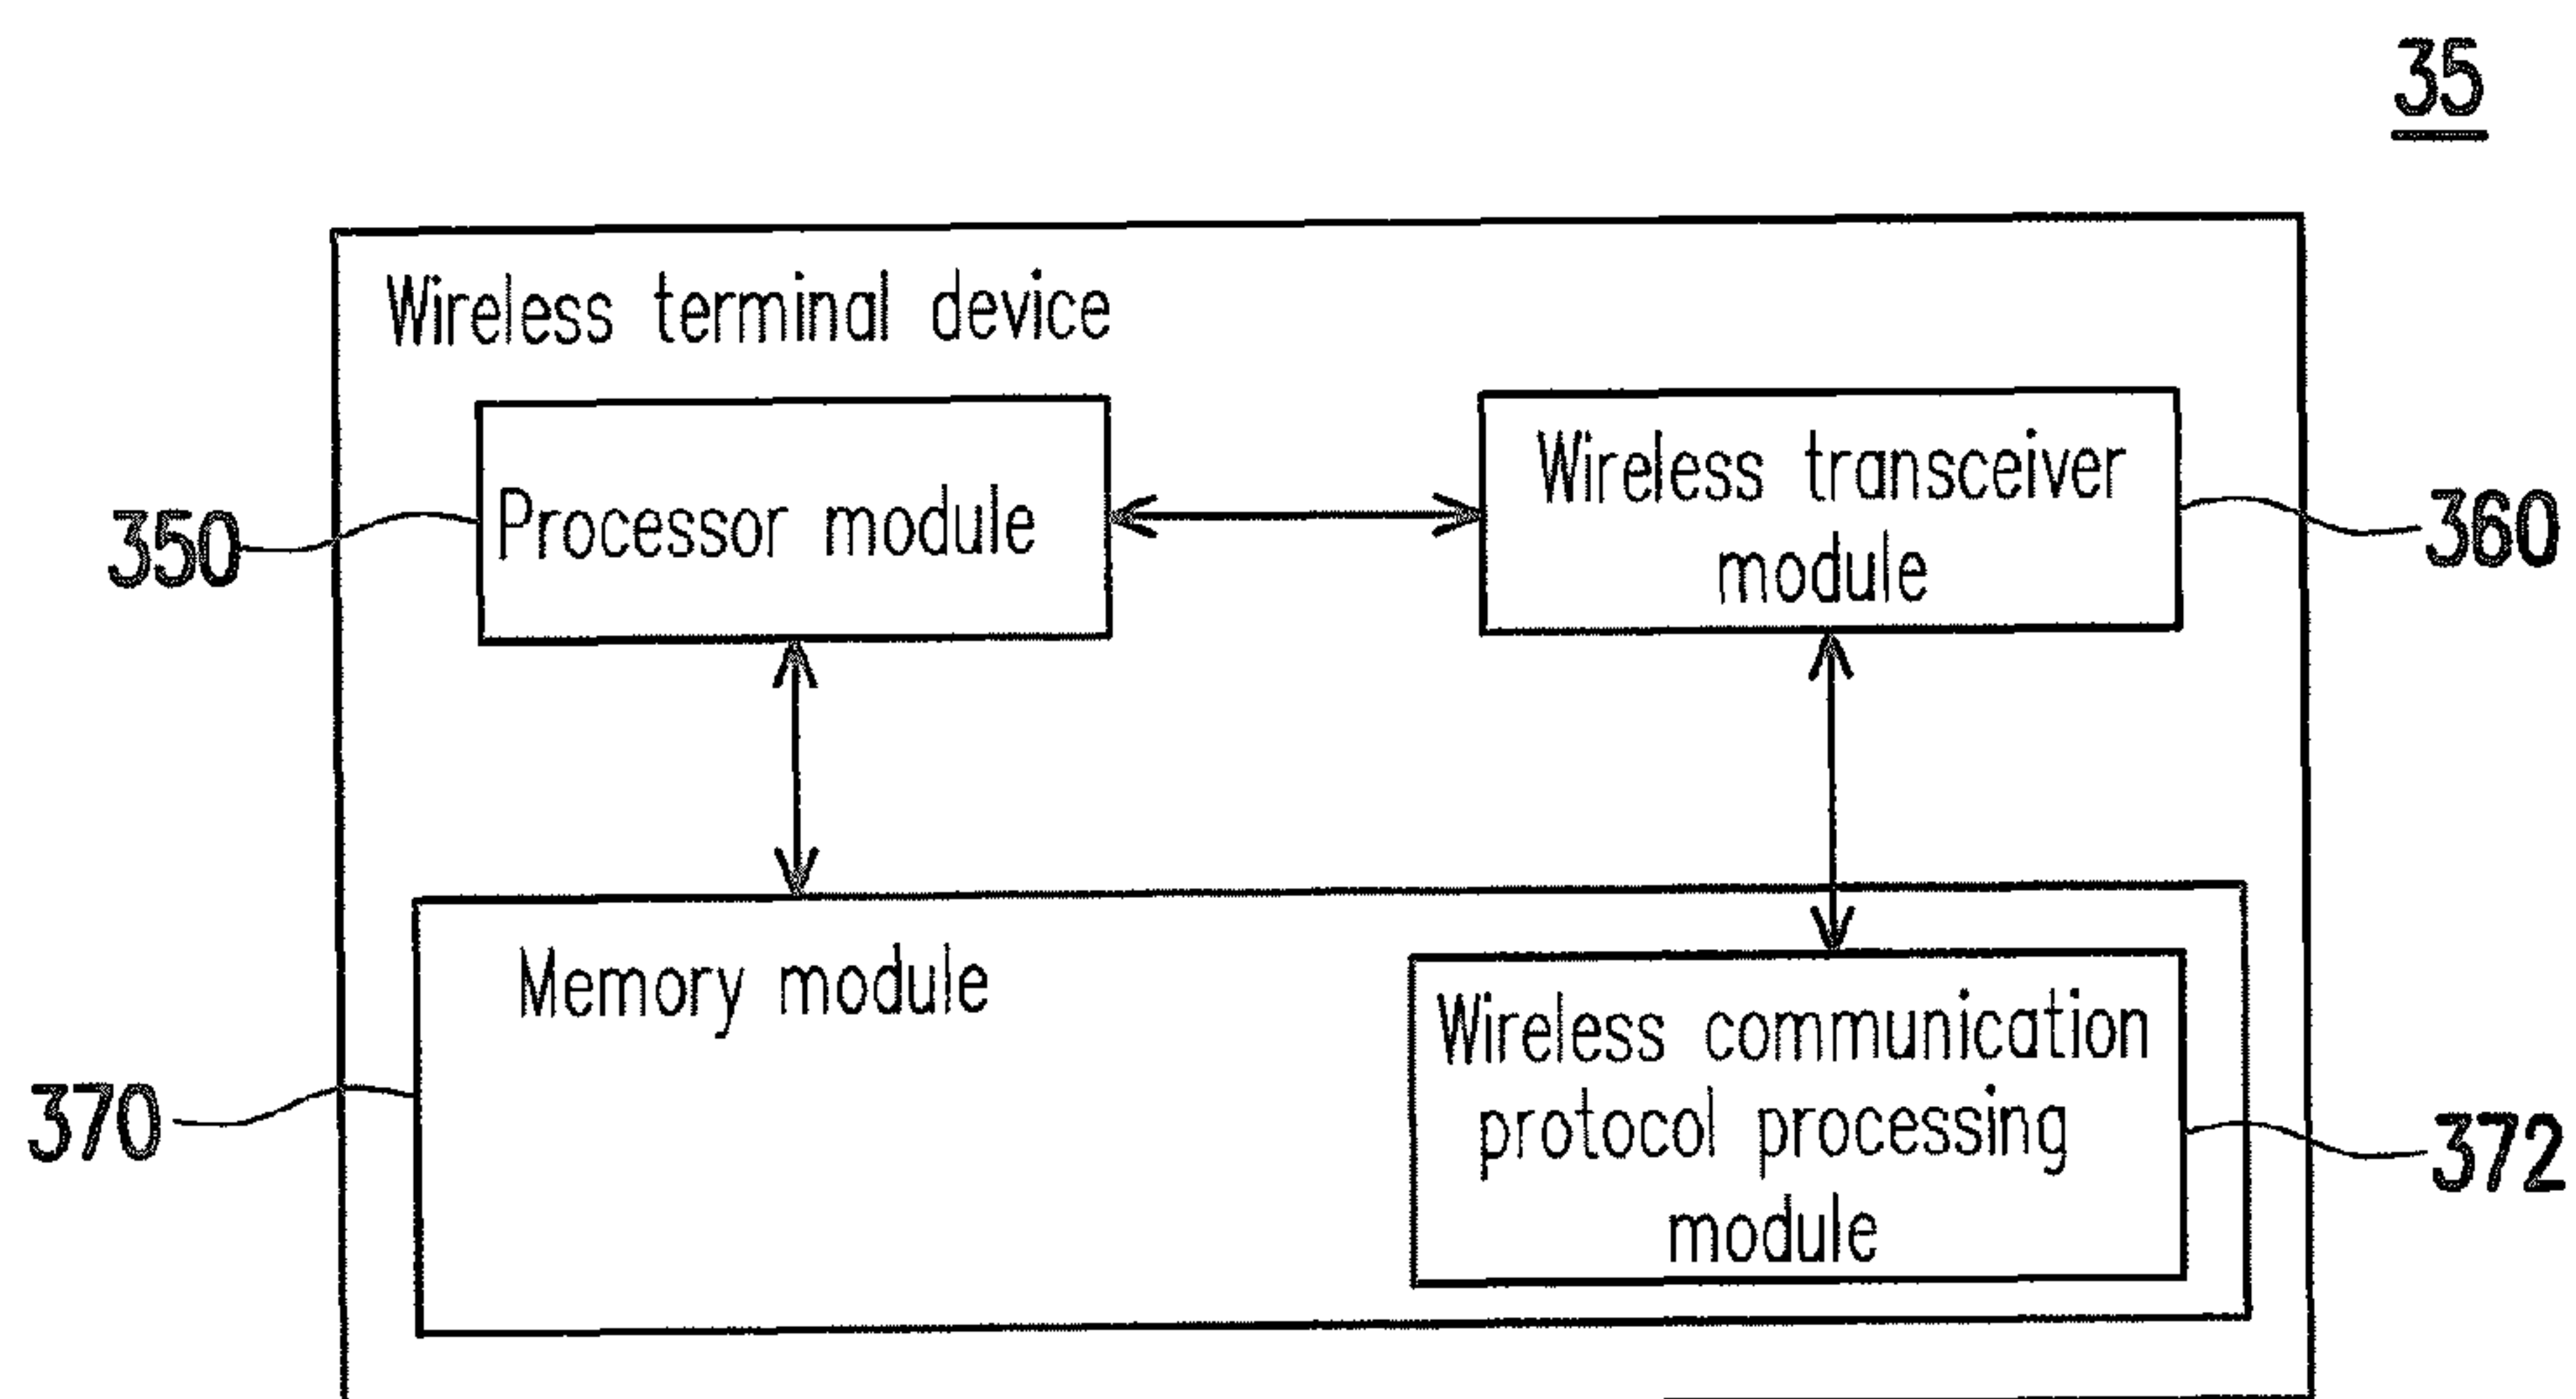 35
Wireless terminal device
350
Processor module
Wireless transceiver
module
360
Memory module
370
Wireless communication
protocol processing
module
372